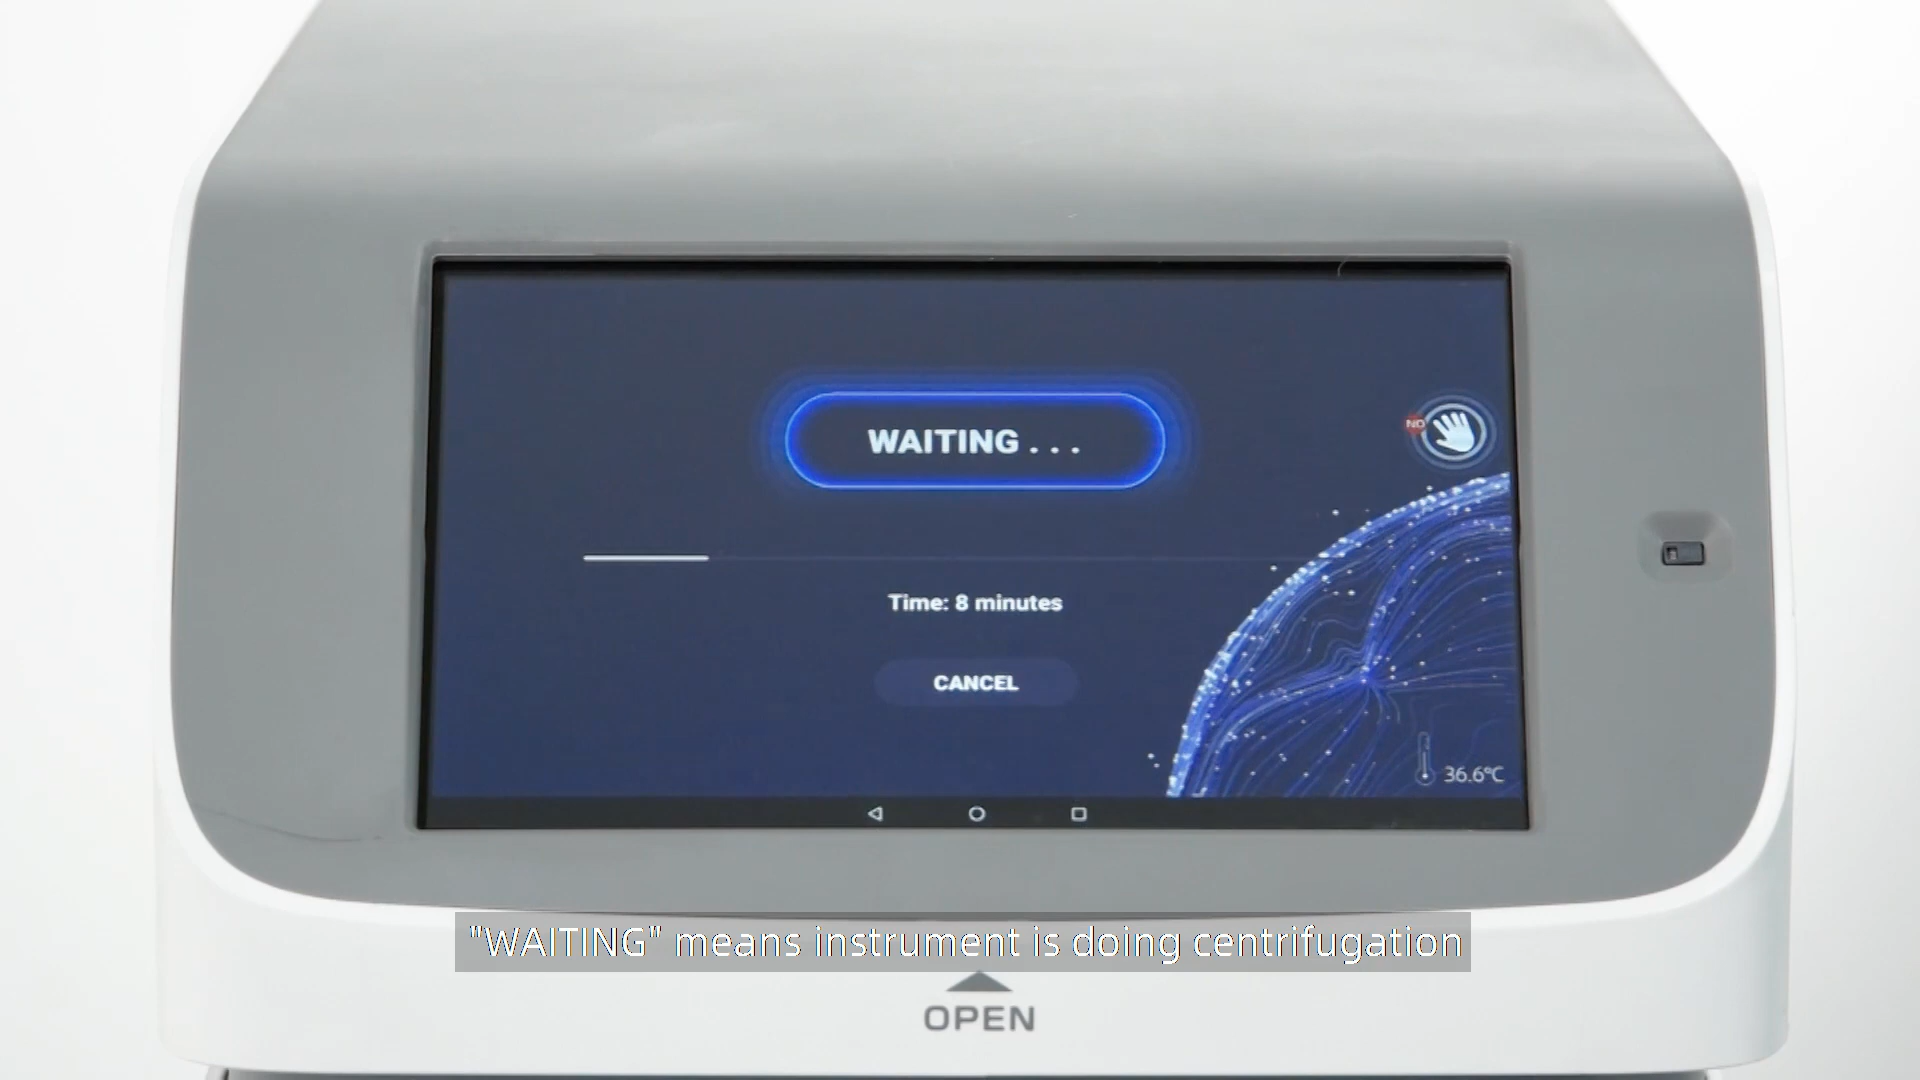 WAITING . . .
NO
Time: 8 minutes
CANCEL
36.6°C
"WAITING" means instrument is doing centrifugation
OPEN